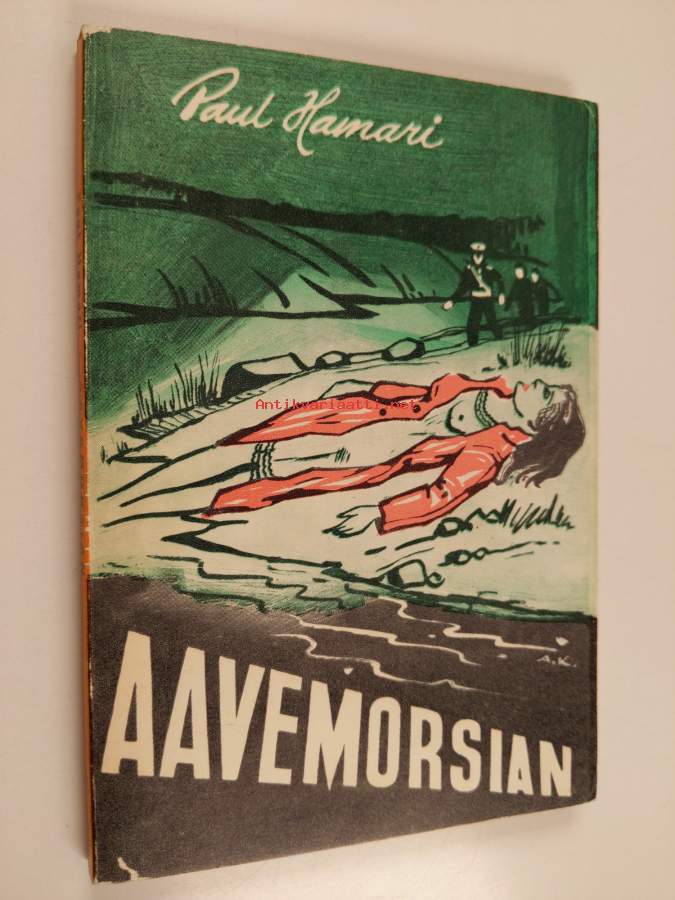 Paul Hamari
Antikvariaatti.net
A.K.
AAVEMORSIAN